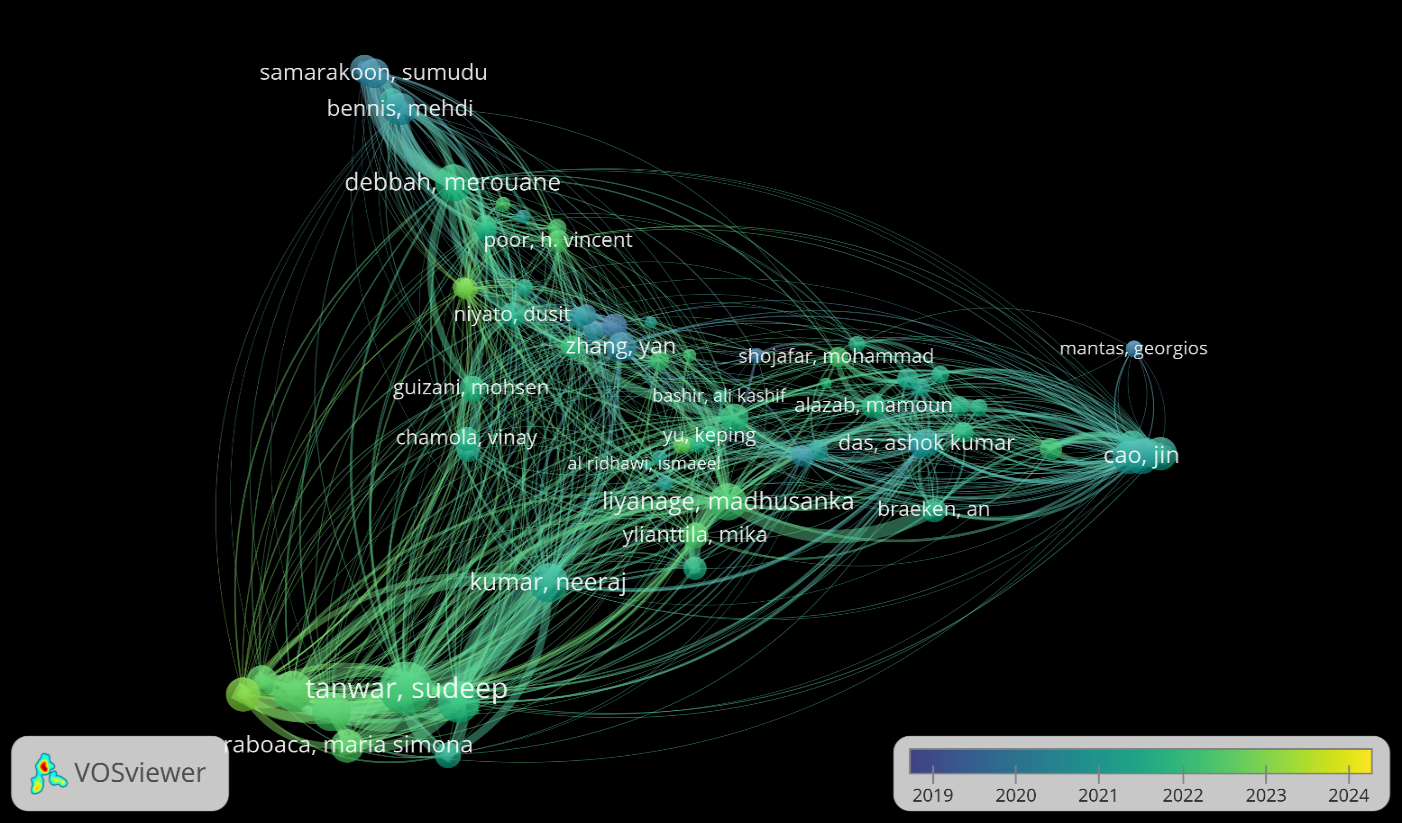 samarakoon, sumudu
bennis, mehdi
debbah, merouane
poor, h. vincent
niyato, dusit
zhang, yan
shojafar, mohammad
mantas, georgios
guizani, mohsen
bashir, ali kashif
alazab, mamoun
chamola, vinay
yu, keping
das, ashok kumar
cao, jin
al ridhawi, ismaeel
liyanage, madhusanka
braeken, an
ylianttila, mika
kumar, neeraj
tanwar, sudeep
raboaca, maria simona
VOSviewer
2019 2020 2021 2022 2023 2024